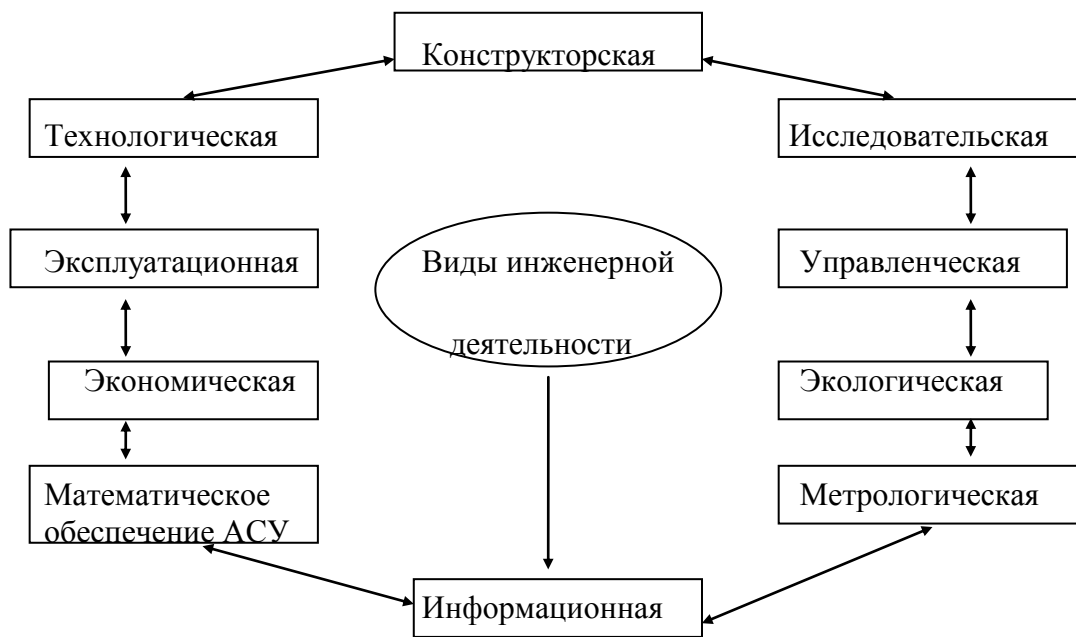 Конструкторская
Технологическая
Исследовательская
Эксплуатационная
Виды инженерной
деятельности
Управленческая
Экономическая
Экологическая
Математическое
обеспечение АСУ
Метрологическая
Информационная